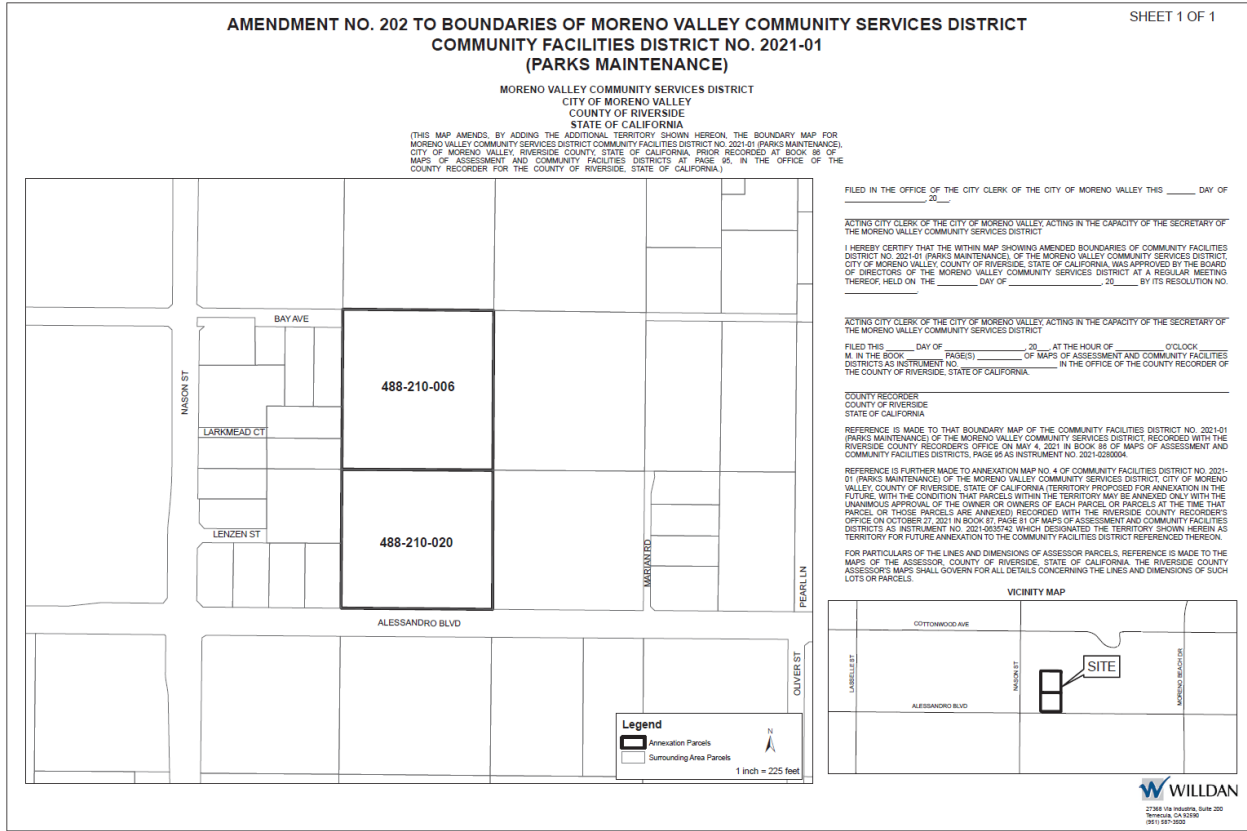 SHEET 1 OF 1
AMENDMENT NO. 202 TO BOUNDARIES OF MORENO VALLEY COMMUNITY SERVICES DISTRICT
COMMUNITY FACILITIES DISTRICT NO. 2021-01
(PARKS MAINTENANCE)
MORENO VALLEY COMMUNITY SERVICES DISTRICT
CITY OF MORENO VALLEY
COUNTY OF RIVERSIDE
STATE OF CALIFORNIA
(THIS MAP AMENDS, BY ADDING THE ADDITIONAL TERRITORY SHOWN HEREON, THE BOUNDARY MAP FOR
MORENO VALLEY COMMUNITY SERVICES DISTRICT COMMUNITY FACILITIES DISTRICT NO. 2021-01 (PARKS MAINTENANCE),
CITY OF MORENO VALLEY, RIVERSIDE COUNTY, STATE OF CALIFORNIA, PRIOR RECORDED AT BOOK 86 OF
MAPS OF ASSESSMENT AND COMMUNITY FACILITIES DISTRICTS AT PAGE 95, IN THE OFFICE OF THE
COUNTY RECORDER FOR THE COUNTY OF RIVERSIDE, STATE OF CALIFORNIA.)
BAY AVE
NASON ST
488-210-006
LARKMEAD CT
LENZEN ST
488-210-020
MARIAN RD
PEARL LN
ALESSANDRO BLVD
OLIVER ST
Legend
Annexation Parcels
Surrounding Area Parcels
N
1 inch = 225 feet
FILED IN THE OFFICE OF THE CITY CLERK OF THE CITY OF MORENO VALLEY THIS ______ DAY OF
__________________, 20___.
ACTING CITY CLERK OF THE CITY OF MORENO VALLEY, ACTING IN THE CAPACITY OF THE SECRETARY OF
THE MORENO VALLEY COMMUNITY SERVICES DISTRICT
I HEREBY CERTIFY THAT THE WITHIN MAP SHOWING AMENDED BOUNDARIES OF COMMUNITY FACILITIES
DISTRICT NO. 2021-01 (PARKS MAINTENANCE), OF THE MORENO VALLEY COMMUNITY SERVICES DISTRICT,
CITY OF MORENO VALLEY, COUNTY OF RIVERSIDE, STATE OF CALIFORNIA, WAS APPROVED BY THE BOARD
OF DIRECTORS OF THE MORENO VALLEY COMMUNITY SERVICES DISTRICT AT A REGULAR MEETING
THEREOF, HELD ON THE _________ DAY OF ____________________, 20_____ BY ITS RESOLUTION NO.
________________.
ACTING CITY CLERK OF THE CITY OF MORENO VALLEY, ACTING IN THE CAPACITY OF THE SECRETARY OF
THE MORENO VALLEY COMMUNITY SERVICES DISTRICT
FILED THIS ______ DAY OF __________________, 20___, AT THE HOUR OF ___________ O'CLOCK ______
M. IN THE BOOK ________ PAGE(S) __________ OF MAPS OF ASSESSMENT AND COMMUNITY FACILITIES
DISTRICTS AS INSTRUMENT NO. ______________________ IN THE OFFICE OF THE COUNTY RECORDER OF
THE COUNTY OF RIVERSIDE, STATE OF CALIFORNIA.
COUNTY RECORDER
COUNTY OF RIVERSIDE
STATE OF CALIFORNIA
REFERENCE IS MADE TO THAT BOUNDARY MAP OF THE COMMUNITY FACILITIES DISTRICT NO. 2021-01
(PARKS MAINTENANCE) OF THE MORENO VALLEY COMMUNITY SERVICES DISTRICT, RECORDED WITH THE
RIVERSIDE COUNTY RECORDER'S OFFICE ON MAY 4, 2021 IN BOOK 86 OF MAPS OF ASSESSMENT AND
COMMUNITY FACILITIES DISTRICTS, PAGE 95 AS INSTRUMENT NO. 2021-0280004.
REFERENCE IS FURTHER MADE TO ANNEXATION MAP NO. 4 OF COMMUNITY FACILITIES DISTRICT NO. 2021-
01 (PARKS MAINTENANCE) OF THE MORENO VALLEY COMMUNITY SERVICES DISTRICT, CITY OF MORENO
VALLEY, COUNTY OF RIVERSIDE, STATE OF CALIFORNIA (TERRITORY PROPOSED FOR ANNEXATION IN THE
FUTURE, WITH THE CONDITION THAT PARCELS WITHIN THE TERRITORY MAY BE ANNEXED ONLY WITH THE
UNANIMOUS APPROVAL OF THE OWNER OR OWNERS OF EACH PARCEL OR PARCELS AT THE TIME THAT
PARCEL OR THOSE PARCELS ARE ANNEXED) RECORDED WITH THE RIVERSIDE COUNTY RECORDER'S
OFFICE ON OCTOBER 27, 2021 IN BOOK 87, PAGE 81 OF MAPS OF ASSESSMENT AND COMMUNITY FACILITIES
DISTRICTS AS INSTRUMENT NO. 2021-0635742 WHICH DESIGNATED THE TERRITORY SHOWN HEREIN AS
TERRITORY FOR FUTURE ANNEXATION TO THE COMMUNITY FACILITIES DISTRICT REFERENCED THEREON.
FOR PARTICULARS OF THE LINES AND DIMENSIONS OF ASSESSOR PARCELS, REFERENCE IS MADE TO THE
MAPS OF THE ASSESSOR, COUNTY OF RIVERSIDE, STATE OF CALIFORNIA. THE RIVERSIDE COUNTY
ASSESSOR'S MAPS SHALL GOVERN FOR ALL DETAILS CONCERNING THE LINES AND DIMENSIONS OF SUCH
LOTS OR PARCELS.
VICINITY MAP
COTTONWOOD AVE
LASSELLE ST
NASON ST
SITE
MORENO BEACH DR
ALESSANDRO BLVD
WILLDAN
27368 Via Industria, Suite 200
Temecula, CA 92590
(951) 587-3500